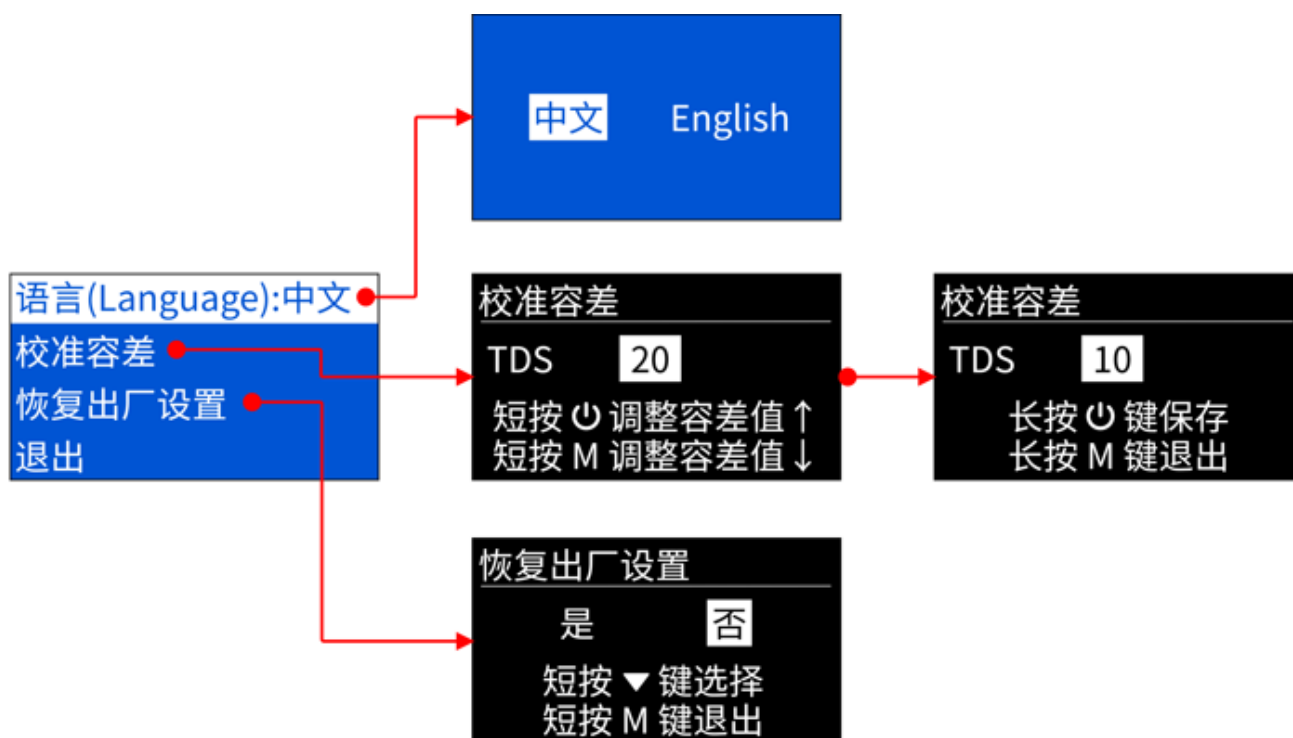 中文 English
语言(Language):中文
校准容差
恢复出厂设置
退出
校准容差
TDS 20
短按 ⏻ 调整容差值↑
短按 M 调整容差值↓
校准容差
TDS 10
长按 ⏻ 键保存
长按 M 键退出
恢复出厂设置
是 否
短按 ▼ 键选择
短按 M 键退出